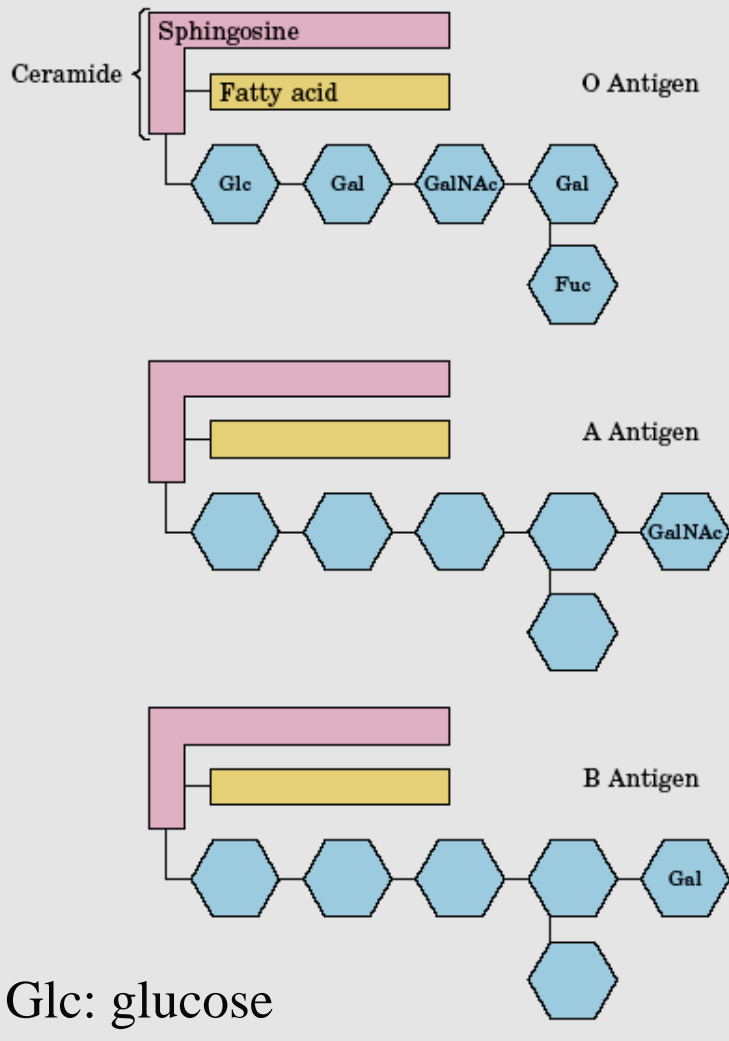 Sphingosine
Ceramide
Fatty acid
O Antigen
Glc Gal GalNAc Gal
Fuc
A Antigen
GalNAc
B Antigen
Gal
Glc: glucose